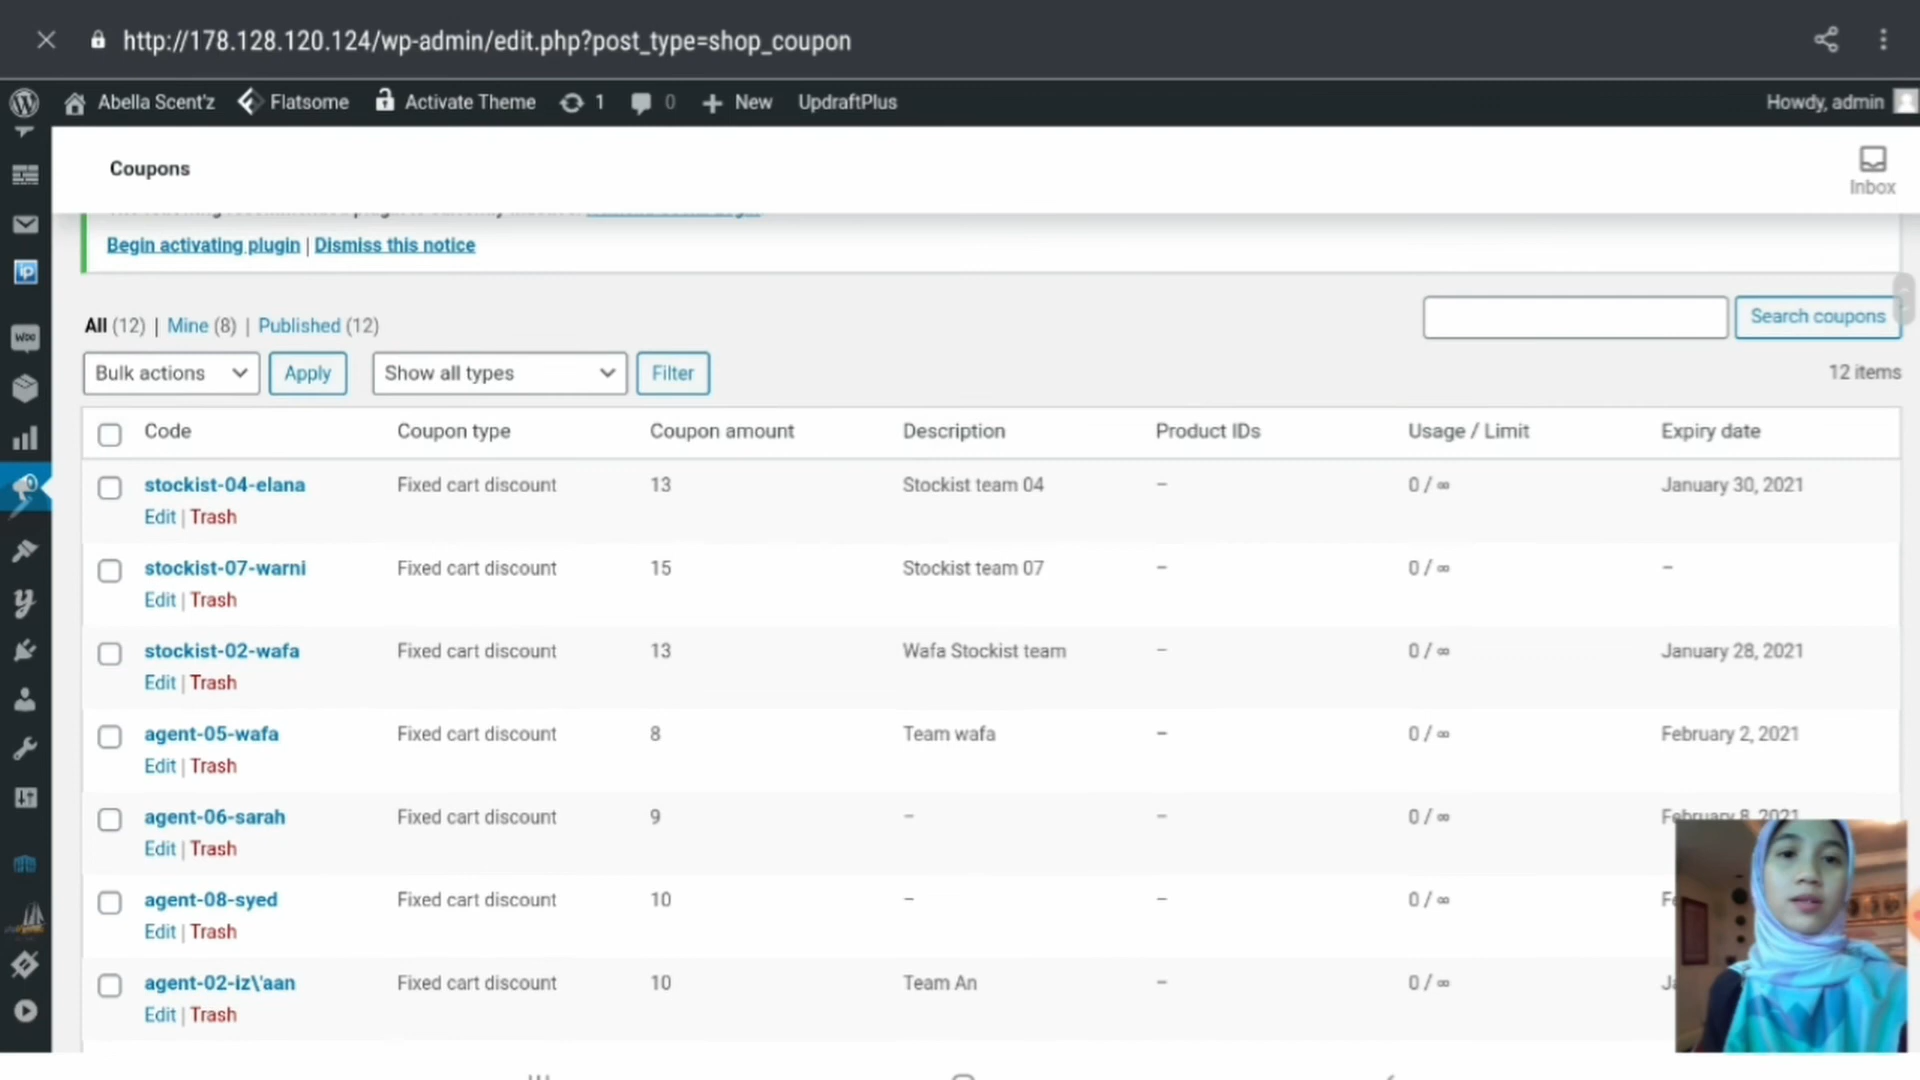 http://178.128.120.124/wp-admin/edit.php?post_type=shop_coupon
Abella Scent'z Flatsome Activate Theme 1 0 New UpdraftPlus Howdy, admin
Coupons
Inbox
Begin activating plugin | Dismiss this notice
All (12) | Mine (8) | Published (12)
Search coupons
Bulk actions Apply Show all types Filter
12 items
Code Coupon type Coupon amount Description Product IDs Usage / Limit Expiry date
stockist-04-elana Fixed cart discount 13 Stockist team 04 – 0 / ∞ January 30, 2021
Edit | Trash
stockist-07-warni Fixed cart discount 15 Stockist team 07 – 0 / ∞ –
Edit | Trash
stockist-02-wafa Fixed cart discount 13 Wafa Stockist team – 0 / ∞ January 28, 2021
Edit | Trash
agent-05-wafa Fixed cart discount 8 Team wafa – 0 / ∞ February 2, 2021
Edit | Trash
agent-06-sarah Fixed cart discount 9 – – 0 / ∞ February 8, 2021
Edit | Trash
agent-08-syed Fixed cart discount 10 – – 0 / ∞
Edit | Trash
agent-02-iz\'aan Fixed cart discount 10 Team An – 0 / ∞
Edit | Trash